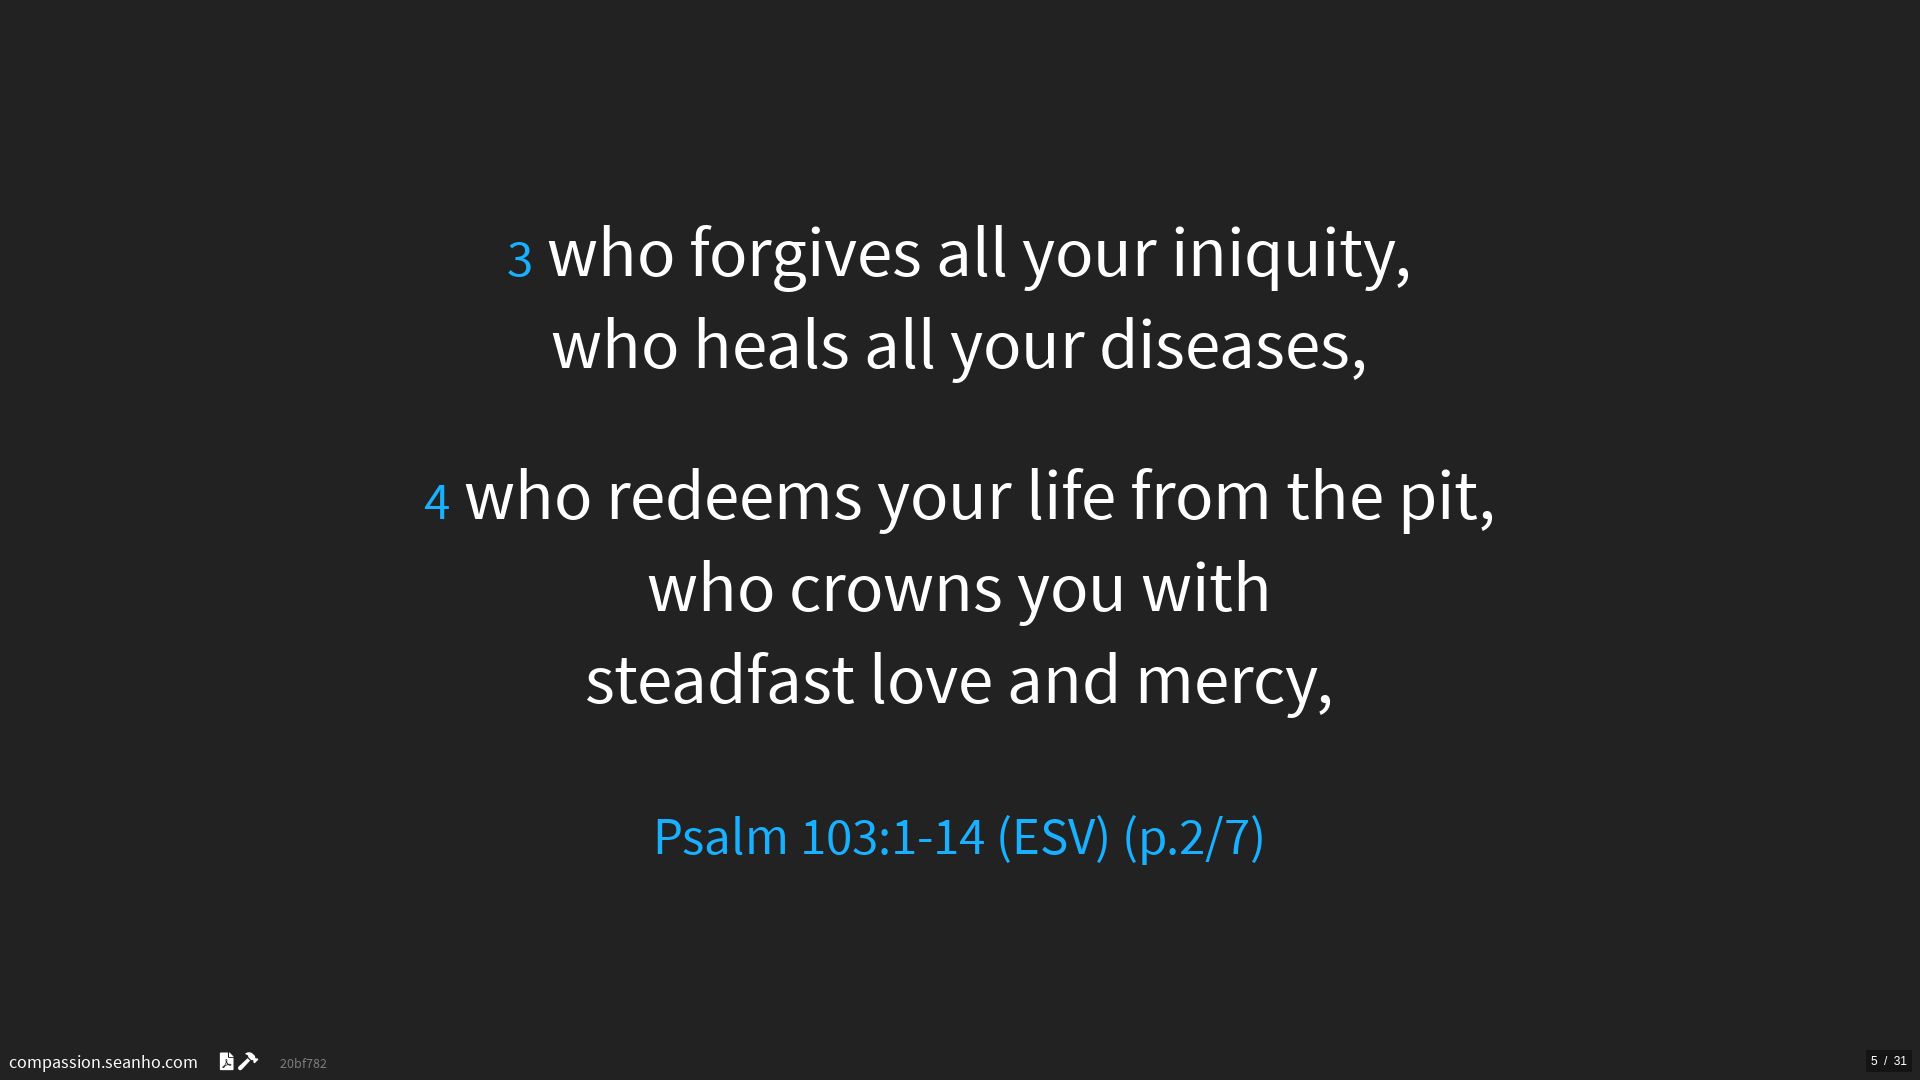 3 who forgives all your iniquity,
who heals all your diseases,
4 who redeems your life from the pit,
who crowns you with
steadfast love and mercy,
Psalm 103:1-14 (ESV) (p.2/7)
compassion.seanho.com 20bf782
5 / 31